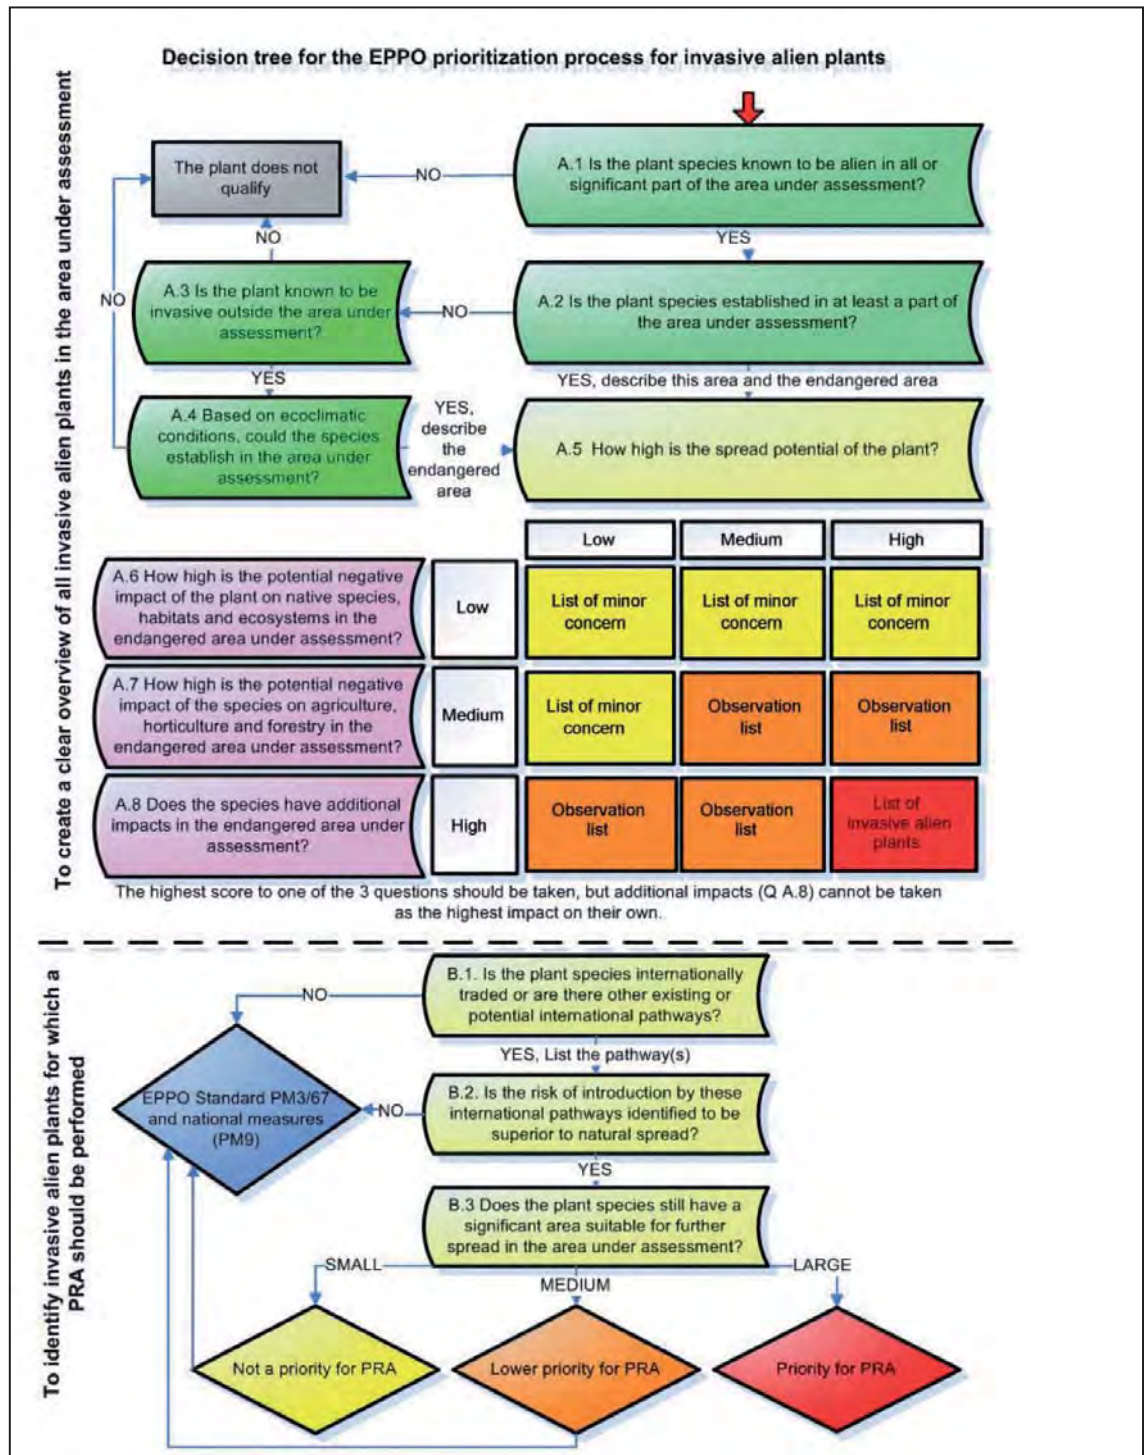 Decision tree for the EPPO prioritization process for invasive alien plants
To create a clear overview of all invasive alien plants in the area under assessment
The plant does not
qualify
NO
A.1 Is the plant species known to be alien in all or
significant part of the area under assessment?
NO
YES
NO
A.3 Is the plant known to be
invasive outside the area under
assessment?
NO
A.2 Is the plant species established in at least a part of
the area under assessment?
YES
YES, describe this area and the endangered area
A.4 Based on ecoclimatic
conditions, could the species
establish in the area under
assessment?
YES,
describe
the
endangered
area
A.5 How high is the spread potential of the plant?
Low
Medium
High
A.6 How high is the potential negative
impact of the plant on native species,
habitats and ecosystems in the
endangered area under assessment?
Low
List of minor
concern
List of minor
concern
List of minor
concern
A.7 How high is the potential negative
impact of the species on agriculture,
horticulture and forestry in the
endangered area under assessment?
Medium
List of minor
concern
Observation
list
Observation
list
A.8 Does the species have additional
impacts in the endangered area under
assessment?
High
Observation
list
Observation
list
List of
invasive alien
plants
The highest score to one of the 3 questions should be taken, but additional impacts (Q A.8) cannot be taken
as the highest impact on their own.
To identify invasive alien plants for which a
PRA should be performed
B.1. Is the plant species internationally
traded or are there other existing or
potential international pathways?
NO
YES, List the pathway(s)
EPPO Standard PM3/67
and national measures
(PM9)
NO
B.2. Is the risk of introduction by these
international pathways identified to be
superior to natural spread?
YES
B.3 Does the plant species still have a
significant area suitable for further
spread in the area under assessment?
SMALL
MEDIUM
LARGE
Not a priority for PRA
Lower priority for PRA
Priority for PRA